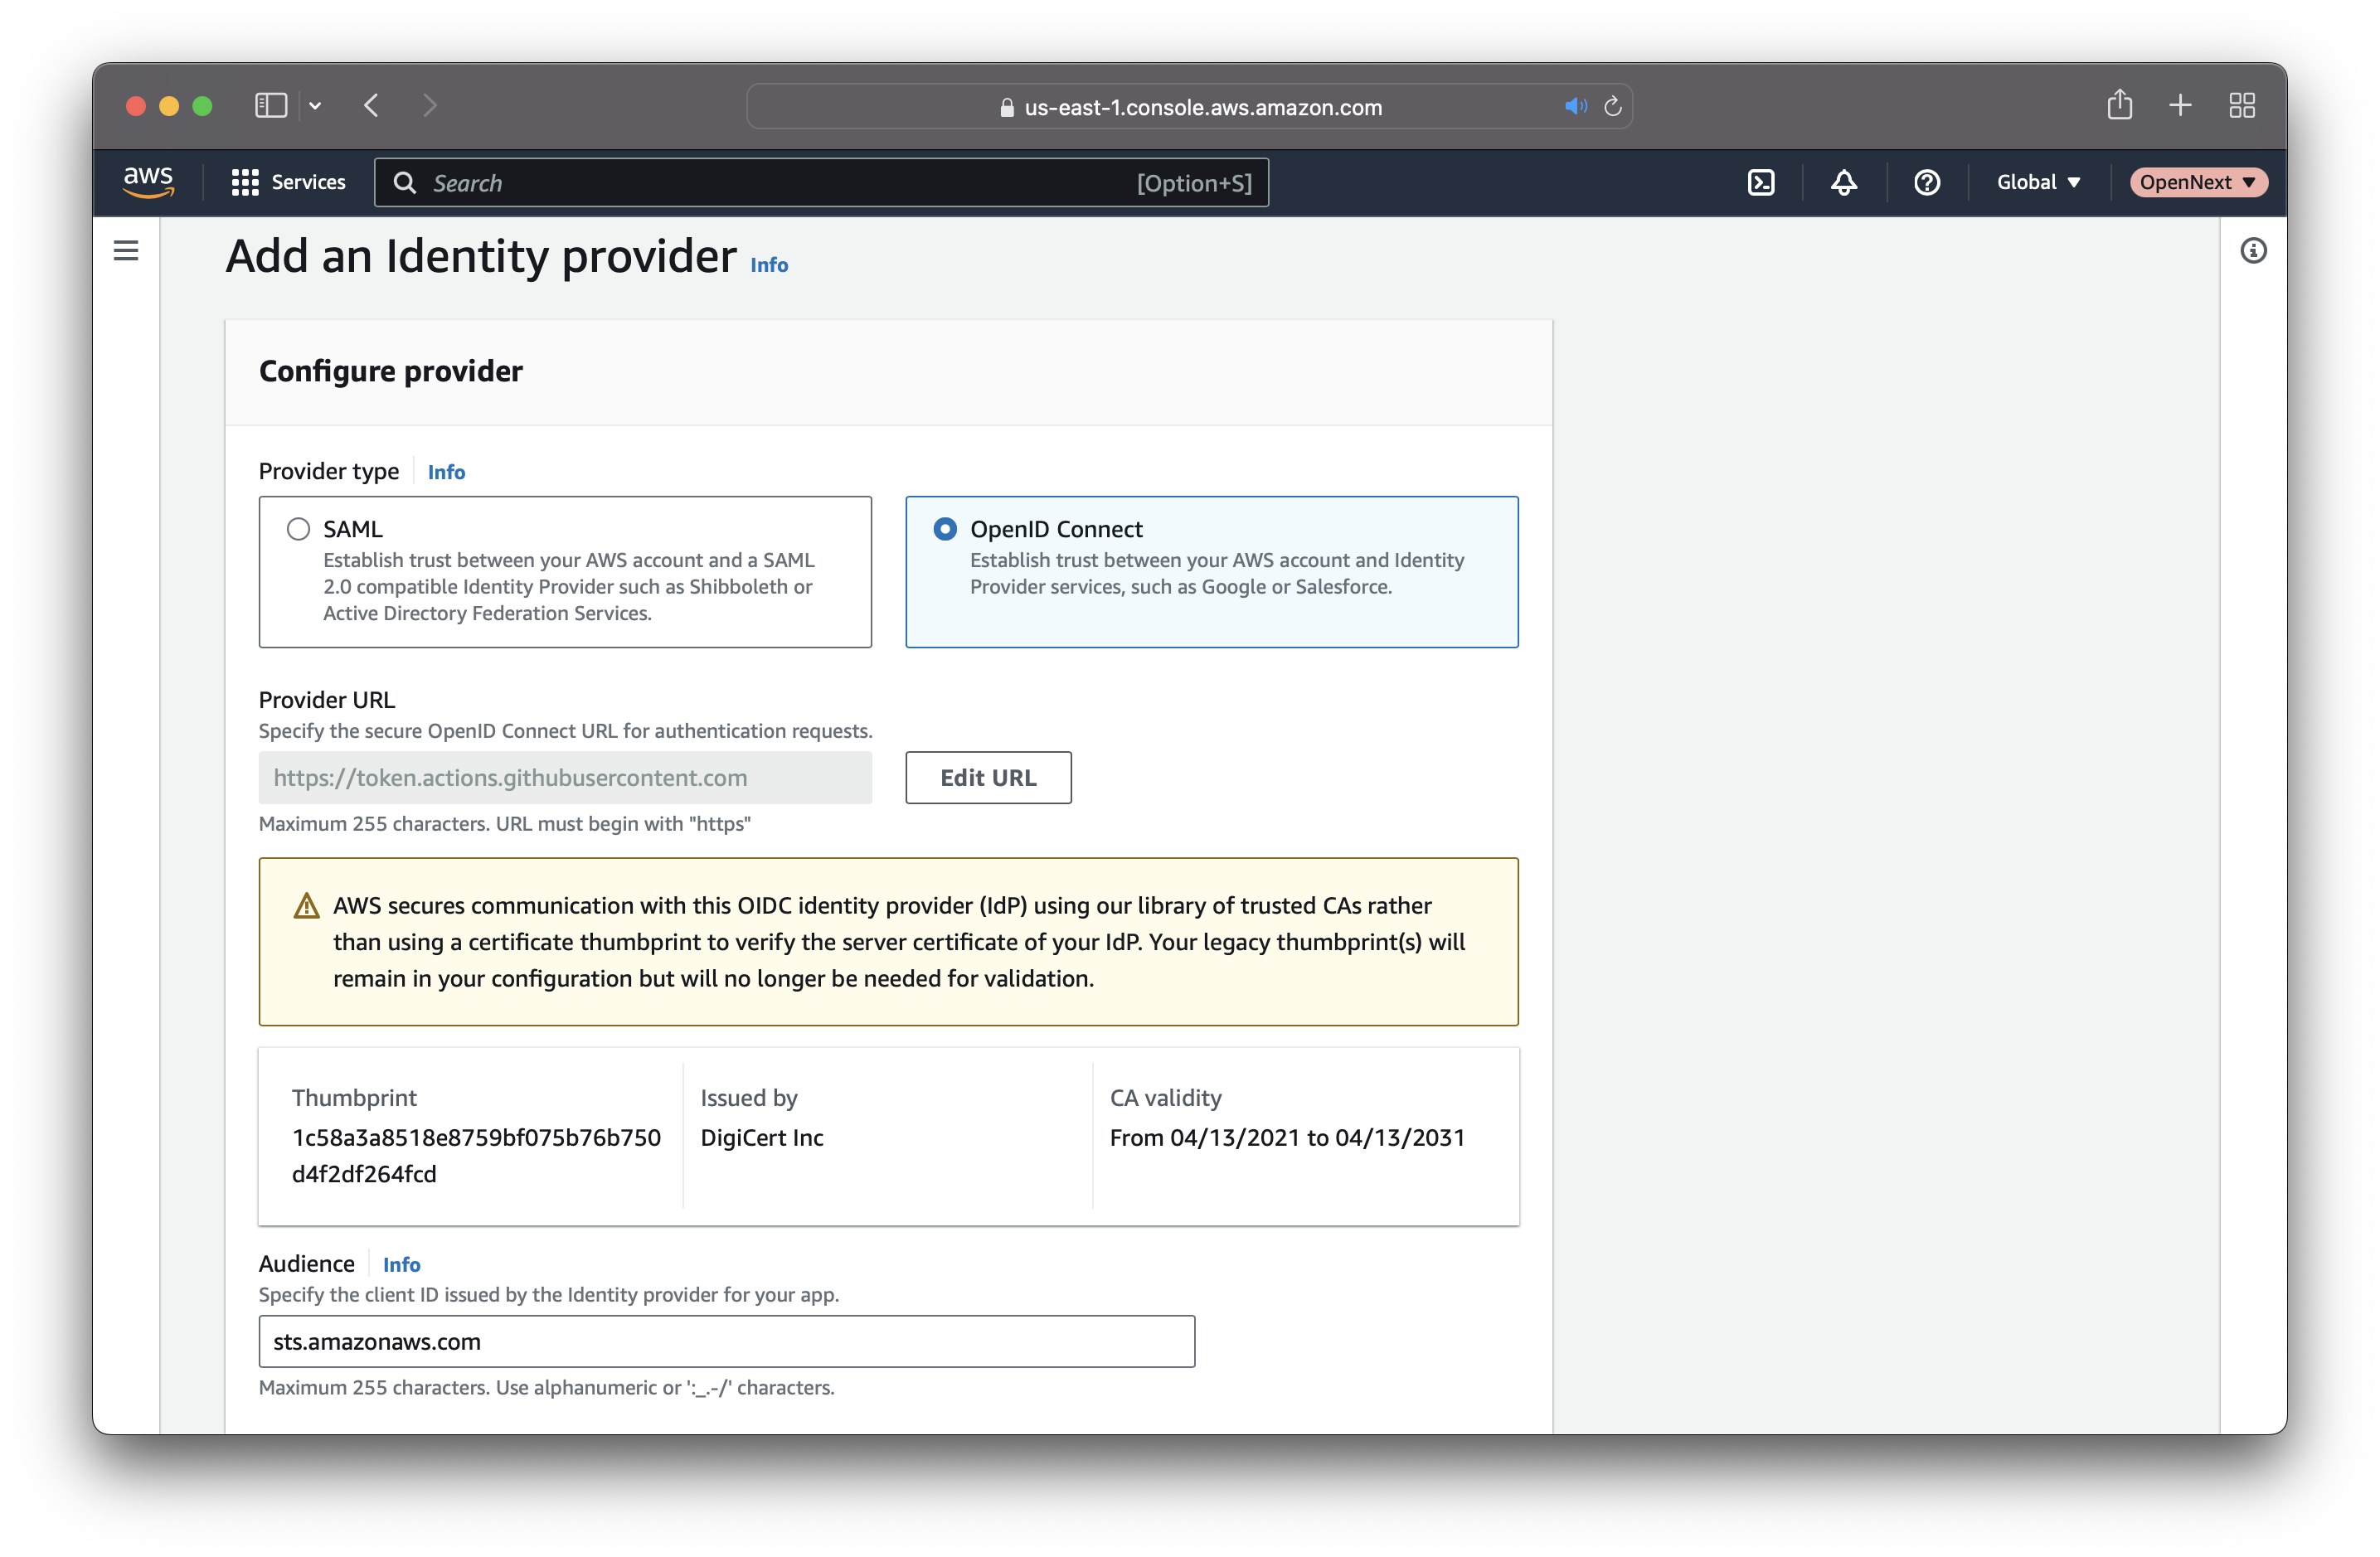 us-east-1.console.aws.amazon.com
aws
Services
Search
[Option+S]
Global
OpenNext
Add an Identity provider Info
Configure provider
Provider type Info
SAML
Establish trust between your AWS account and a SAML
2.0 compatible Identity Provider such as Shibboleth or
Active Directory Federation Services.
OpenID Connect
Establish trust between your AWS account and Identity
Provider services, such as Google or Salesforce.
Provider URL
Specify the secure OpenID Connect URL for authentication requests.
https://token.actions.githubusercontent.com
Edit URL
Maximum 255 characters. URL must begin with "https"
AWS secures communication with this OIDC identity provider (IdP) using our library of trusted CAs rather
than using a certificate thumbprint to verify the server certificate of your IdP. Your legacy thumbprint(s) will
remain in your configuration but will no longer be needed for validation.
Thumbprint
1c58a3a8518e8759bf075b76b750
d4f2df264fcd
Issued by
DigiCert Inc
CA validity
From 04/13/2021 to 04/13/2031
Audience Info
Specify the client ID issued by the Identity provider for your app.
sts.amazonaws.com
Maximum 255 characters. Use alphanumeric or ':_.-/' characters.